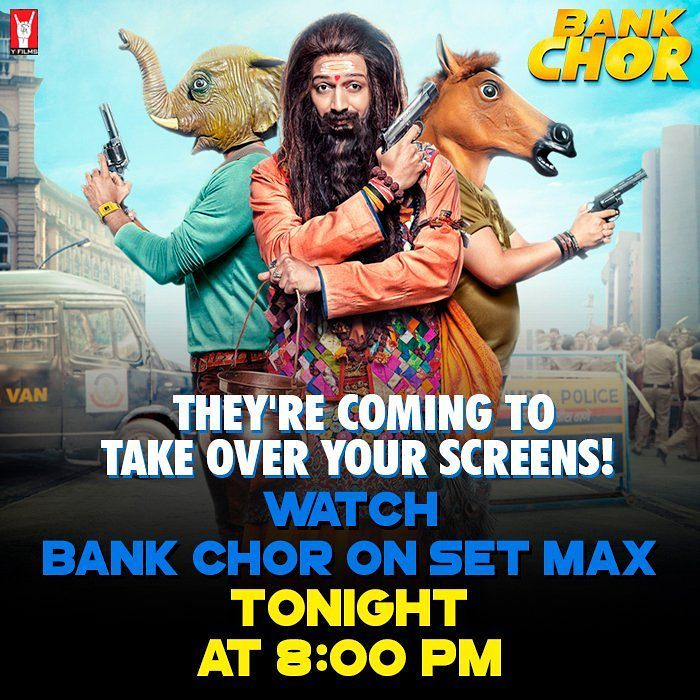 Y FILMS
BANK
CHOR
VAN
POLICE
THEY'RE COMING TO
TAKE OVER YOUR SCREENS!
WATCH
BANK CHOR ON SET MAX
TONIGHT
AT 8:00 PM